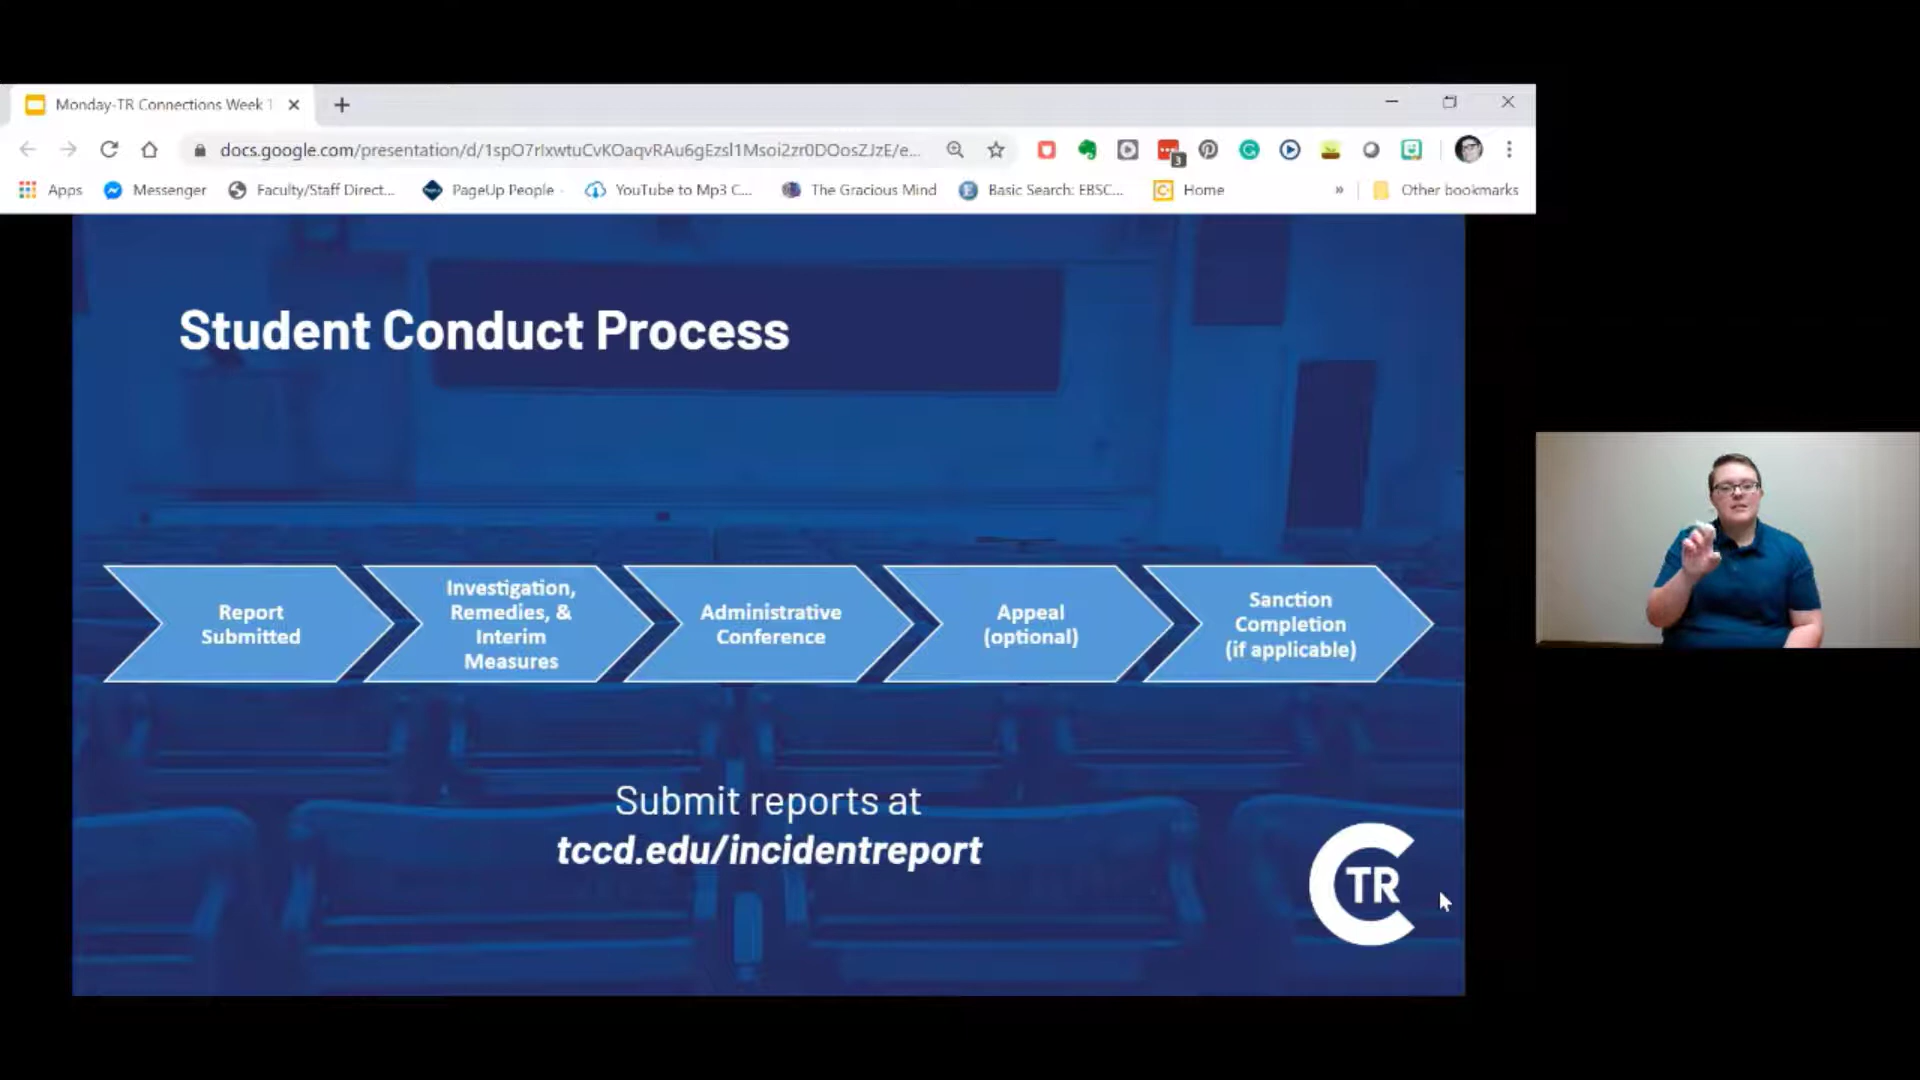 Monday-TR Connections Week 1
docs.google.com/presentation/d/1spO7rIxwtuCvKOaqvRAu6gEzsl1Msoi2zr0DOosZJzE/e...
3
Apps
Messenger
Faculty/Staff Direct...
PageUp People
YouTube to Mp3 C...
The Gracious Mind
Basic Search: EBSC...
Home
»
Other bookmarks
Student Conduct Process
Report
Submitted
Investigation,
Remedies, &
Interim
Measures
Administrative
Conference
Appeal
(optional)
Sanction
Completion
(if applicable)
Submit reports at
tccd.edu/incidentreport
TR